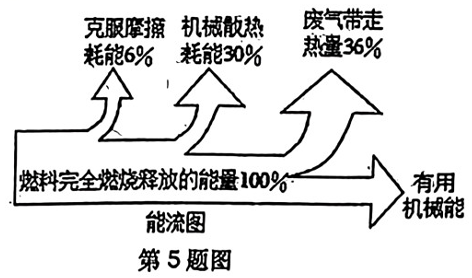 克服摩擦
耗能6%
机械散热
耗能30%
废气带走
热量36%
燃料完全燃烧释放的能量100%
有用
机械能
能流图
第5题图